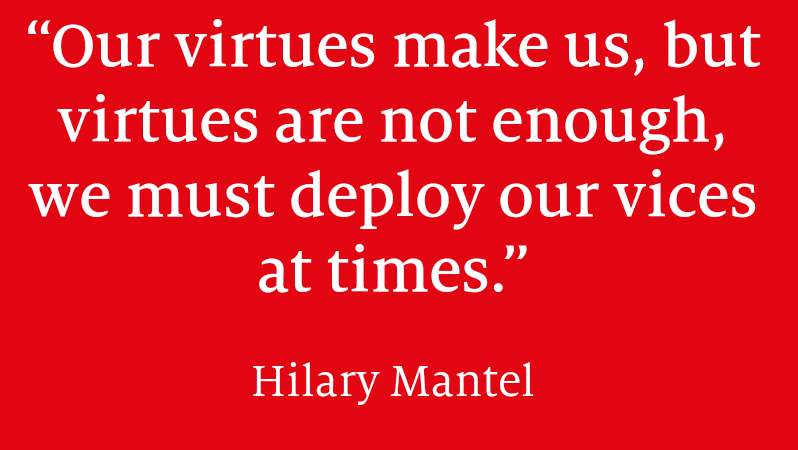 “Our virtues make us, but
virtues are not enough,
we must deploy our vices
at times.”
Hilary Mantel